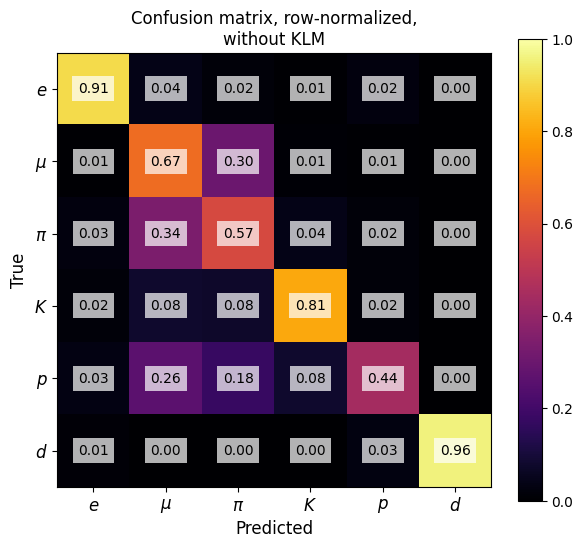 Confusion matrix, row-normalized,
without KLM
e 0.91 0.04 0.02 0.01 0.02 0.00
μ 0.01 0.67 0.30 0.01 0.01 0.00
π 0.03 0.34 0.57 0.04 0.02 0.00
K 0.02 0.08 0.08 0.81 0.02 0.00
p 0.03 0.26 0.18 0.08 0.44 0.00
d 0.01 0.00 0.00 0.00 0.03 0.96
e μ π K p d
Predicted
True
1.0
0.8
0.6
0.4
0.2
0.0